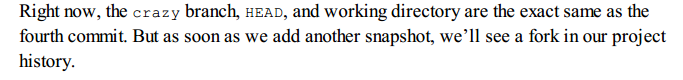 Right now, the crazy branch, HEAD, and working directory are the exact same as the
fourth commit. But as soon as we add another snapshot, we’ll see a fork in our project
history.